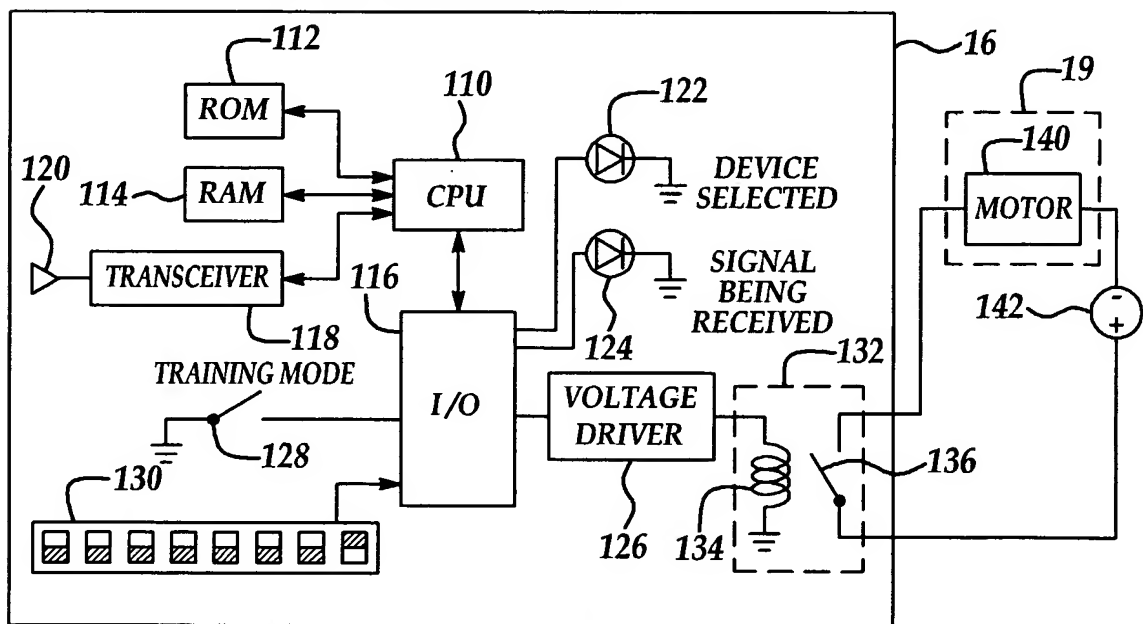 112
ROM
110
122
16
19
140
120
114
RAM
CPU
DEVICE
SELECTED
MOTOR
TRANSCEIVER
116
118
SIGNAL
BEING
RECEIVED
124
-
+
142
TRAINING MODE
132
I/O
VOLTAGE
DRIVER
128
130
136
126
134